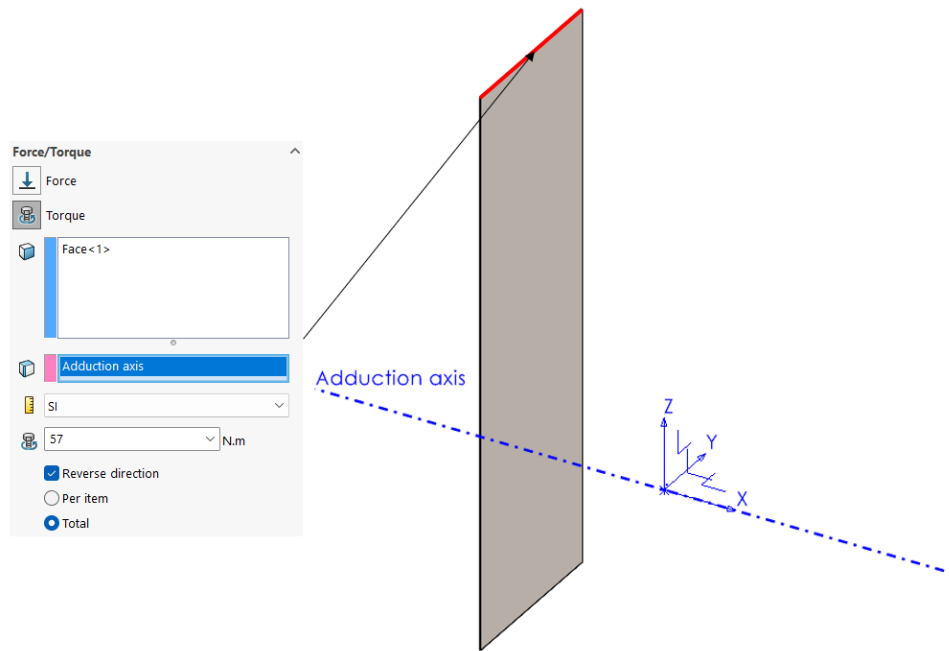 Force/Torque
Force
Torque
Face<1>
Adduction axis
SI
57
N.m
Reverse direction
Per item
Total
Adduction axis
Z
Y
X